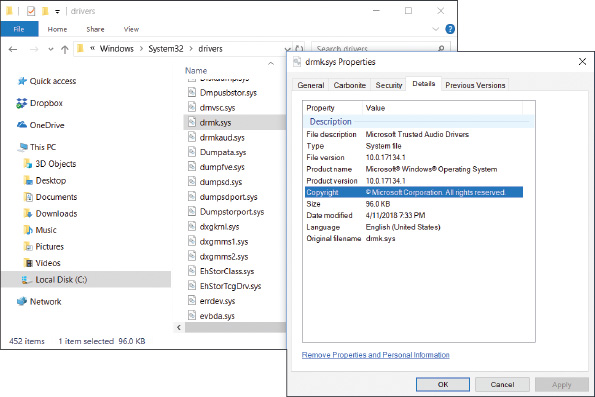 drivers
File
Home
Share
View
Windows
System32
drivers
Search drivers
Quick access
Dropbox
OneDrive
This PC
3D Objects
Desktop
Documents
Downloads
Music
Pictures
Videos
Local Disk (C:)
Network
Name
Dmpusbstor.sys
dmvsc.sys
drmk.sys
drmkaud.sys
Dumpata.sys
dumpfve.sys
dumpsd.sys
dumpsdport.sys
Dumpstorport.sys
dxgkrnl.sys
dxgmms1.sys
dxgmms2.sys
EhStorClass.sys
EhStorTcgDrv.sys
errdev.sys
evbda.sys
452 items 1 item selected 96.0 KB
drmk.sys Properties
General Carbonite Security Details Previous Versions
Property Value
Description
File description Microsoft Trusted Audio Drivers
Type System file
File version 10.0.17134.1
Product name Microsoft® Windows® Operating System
Product version 10.0.17134.1
Copyright © Microsoft Corporation. All rights reserved.
Size 96.0 KB
Date modified 4/11/2018 7:33 PM
Language English (United States)
Original filename drmk.sys
Remove Properties and Personal Information
OK Cancel Apply